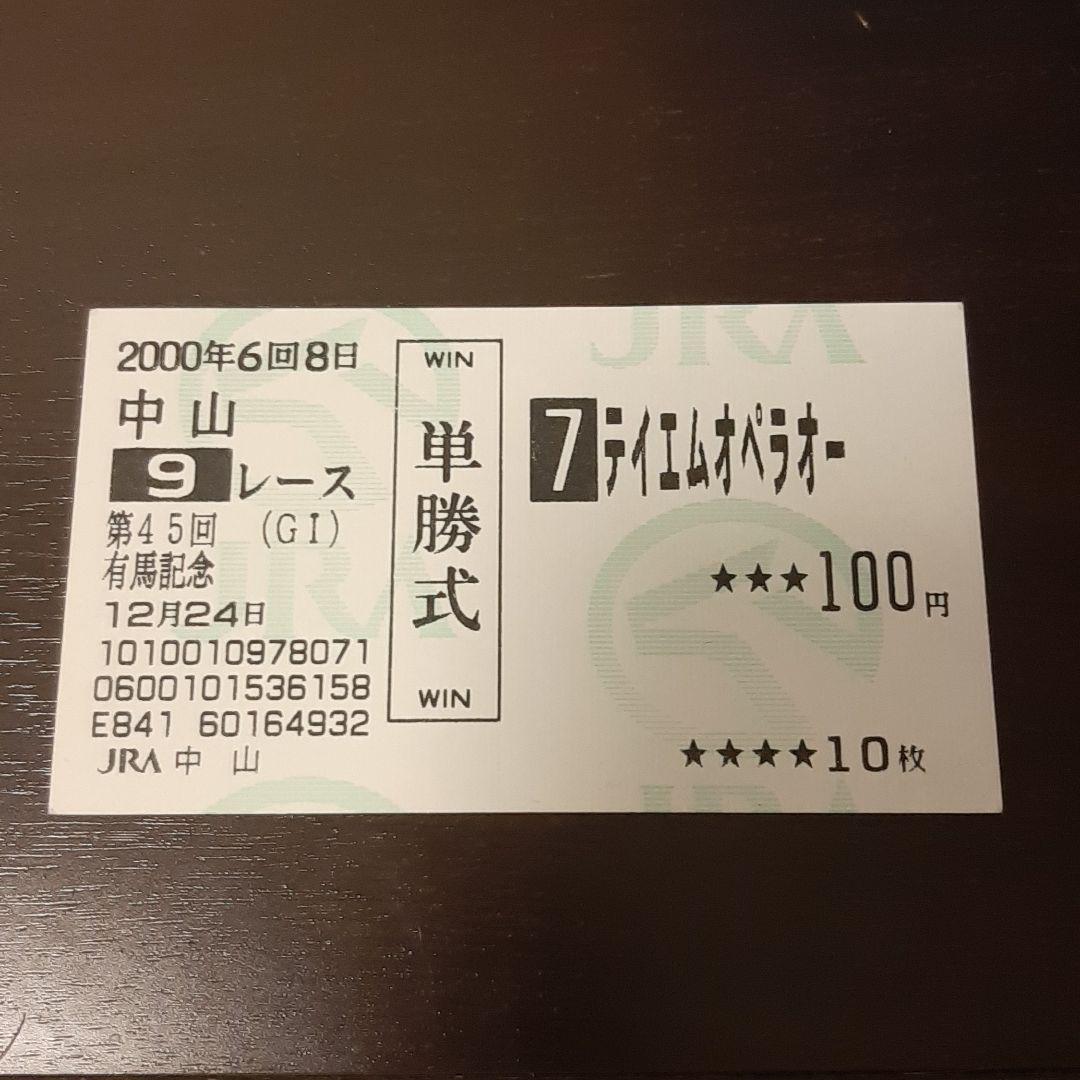 2000年6回8日
中山
9レース
第45回 (GI)
有馬記念
12月24日
1010010978071
0600101536158
E841 60164932
JRA 中 山
WIN
単勝式
WIN
7 テイエムオペラオー
★★★100円
★★★★10枚
JRA
JRA
JRA